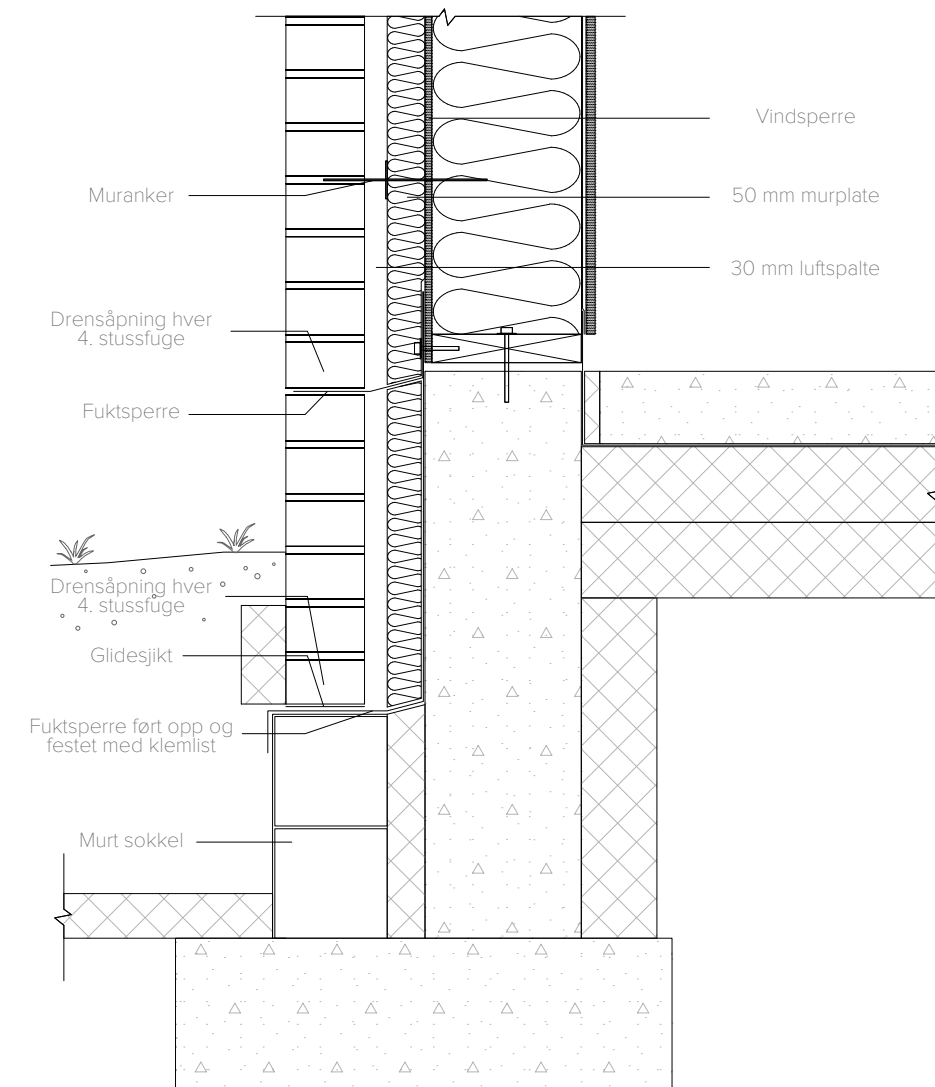 Vindsperre
Muranker
50 mm murplate
30 mm luftspalte
Drensåpning hver
4. stussfuge
Fuktsperre
Drensåpning hver
4. stussfuge
Glidesjikt
Fuktsperre ført opp og
festet med klemlist
Murt sokkel